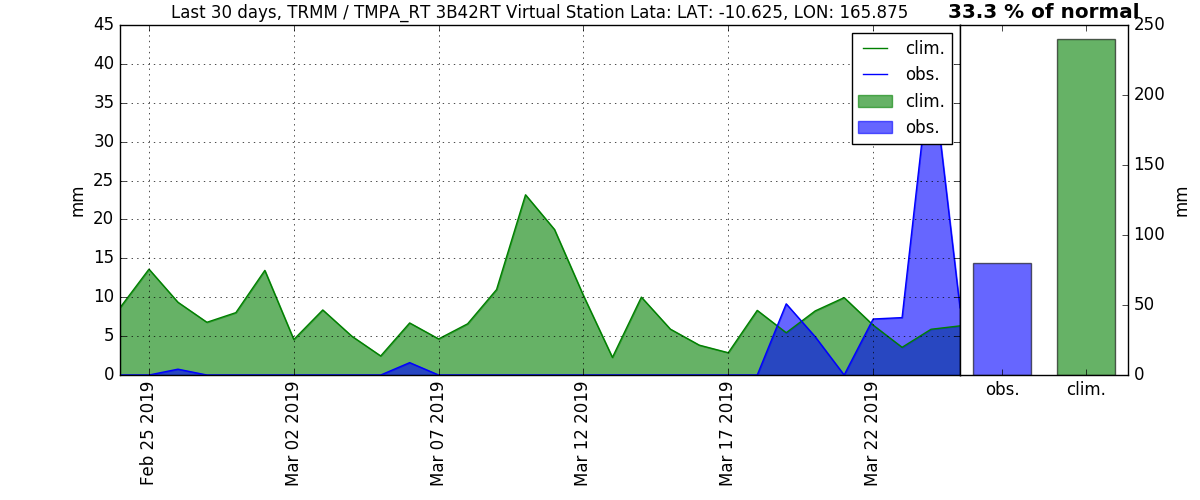 Last 30 days, TRMM / TMPA_RT 3B42RT Virtual Station Lata: LAT: -10.625, LON: 165.875
33.3 % of normal
mm
45
40
35
30
25
20
15
10
5
0
clim.
obs.
clim.
obs.
Feb 25 2019
Mar 02 2019
Mar 07 2019
Mar 12 2019
Mar 17 2019
Mar 22 2019
250
200
150
100
50
0
mm
obs.
clim.